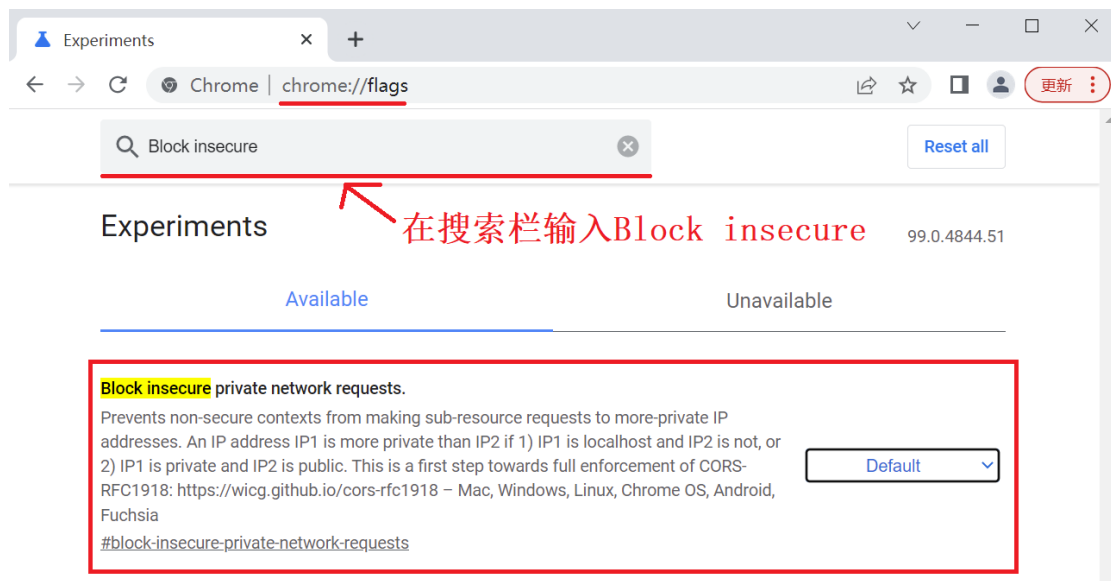 Experiments
Chrome | chrome://flags
更新
Block insecure
Reset all
在搜索栏输入Block insecure
Experiments
99.0.4844.51
Available
Unavailable
Block insecure private network requests.
Prevents non-secure contexts from making sub-resource requests to more-private IP
addresses. An IP address IP1 is more private than IP2 if 1) IP1 is localhost and IP2 is not, or
2) IP1 is private and IP2 is public. This is a first step towards full enforcement of CORS-
RFC1918: https://wicg.github.io/cors-rfc1918 – Mac, Windows, Linux, Chrome OS, Android,
Fuchsia
#block-insecure-private-network-requests
Default